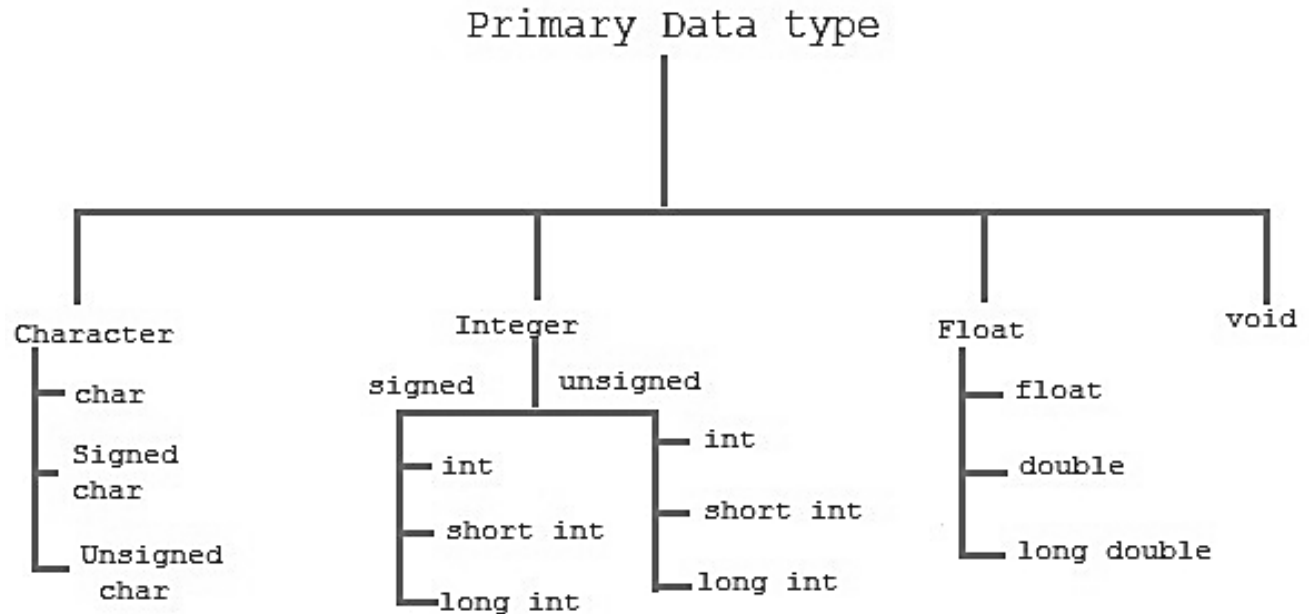 Primary Data type
Character
char
Signed
char
Unsigned
char
Integer
signed
int
short int
long int
unsigned
int
short int
long int
Float
float
double
long double
void